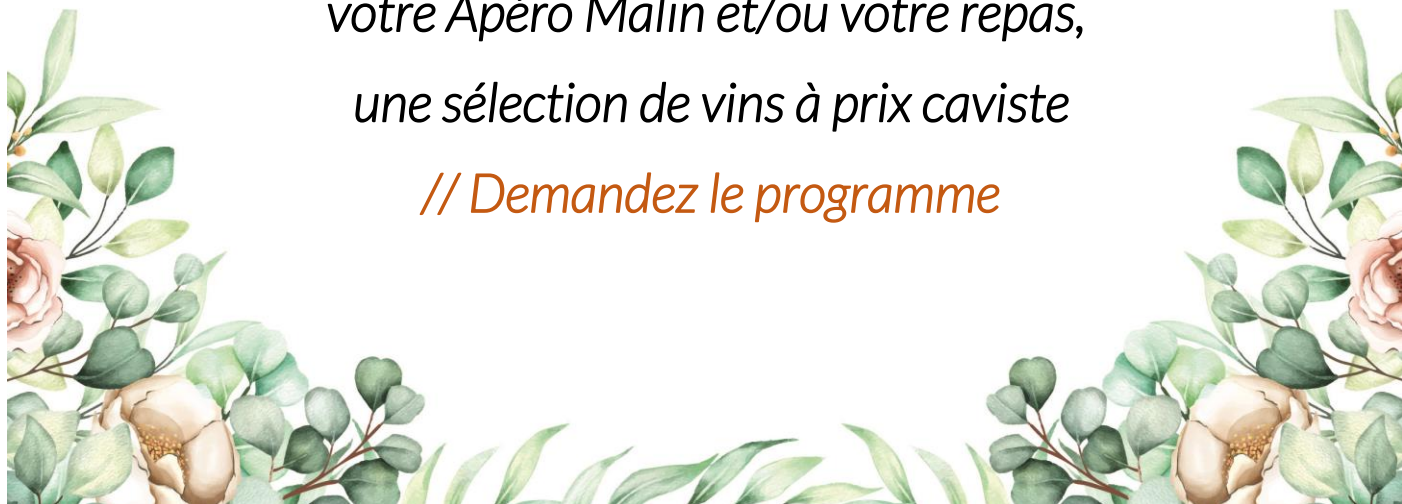 votre Apéro Malin et/ou votre repas,
une sélection de vins à prix caviste
// Demandez le programme